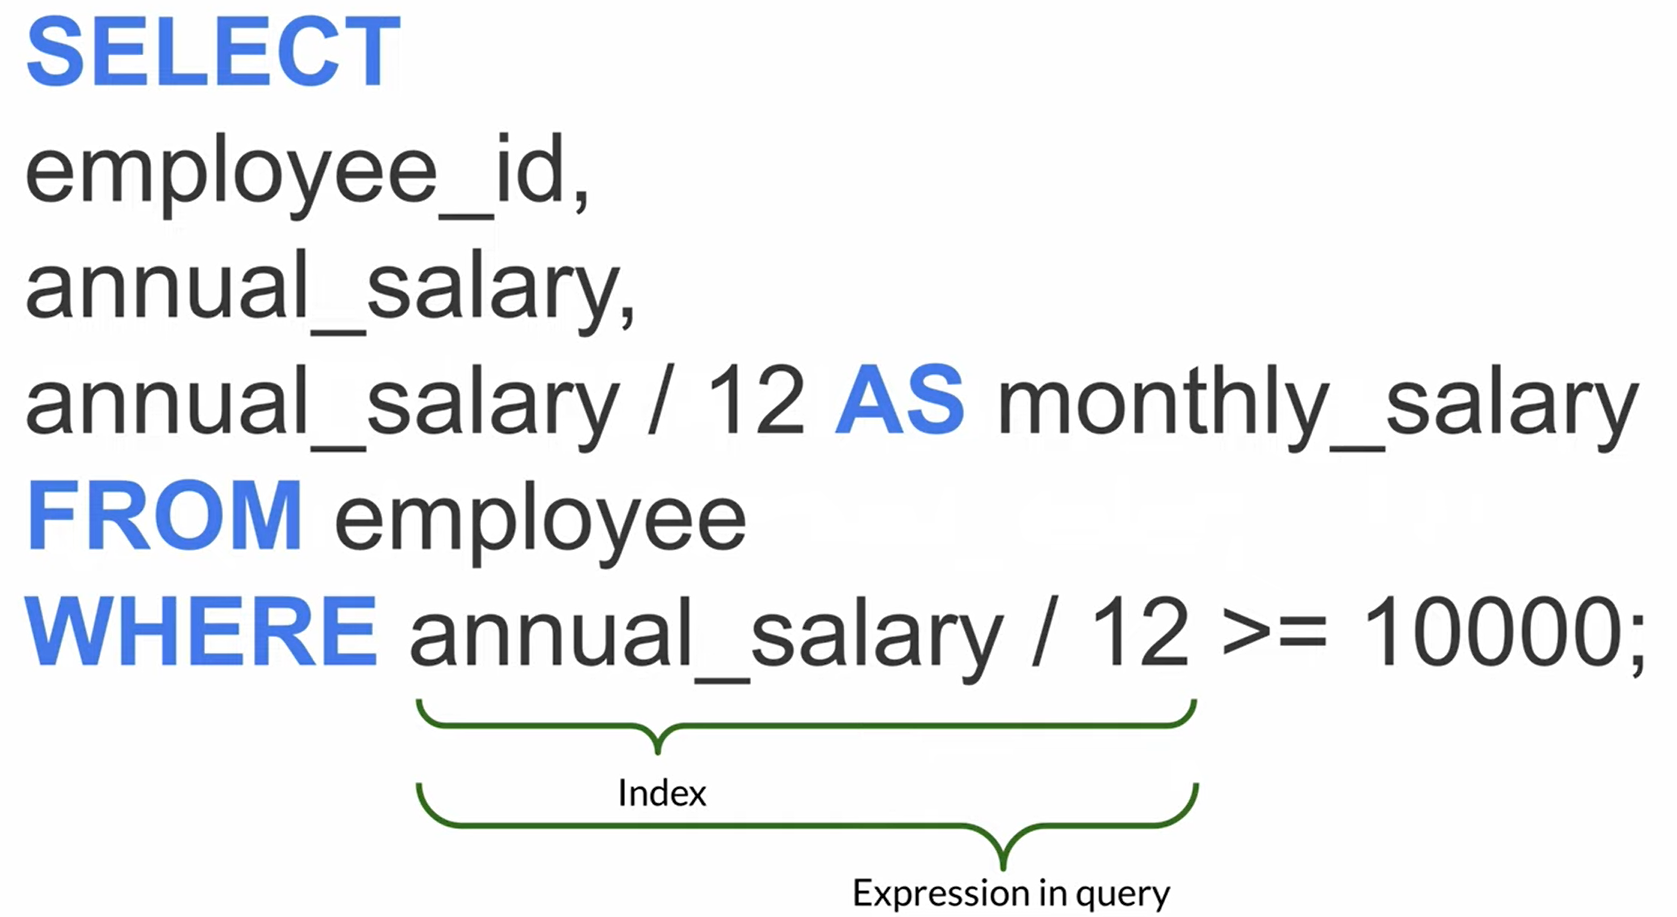 SELECT
employee_id,
annual_salary,
annual_salary / 12 AS monthly_salary
FROM employee
WHERE annual_salary / 12 >= 10000;
Index
Expression in query